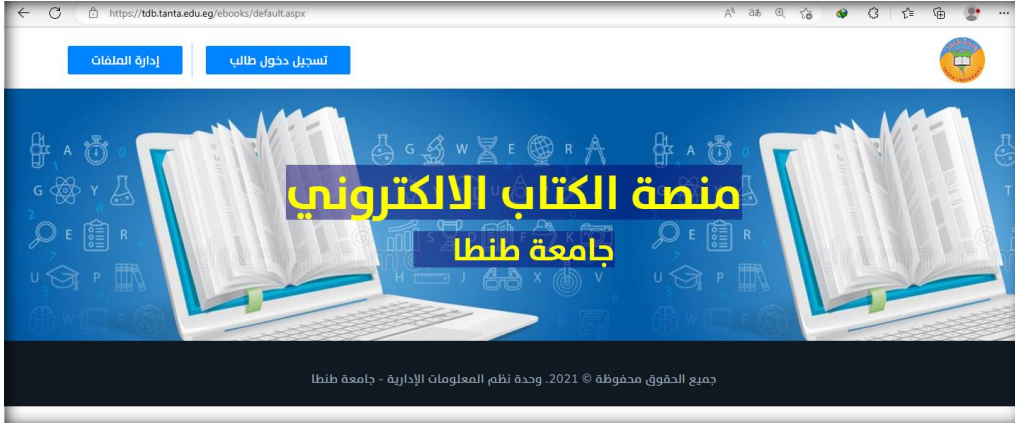 https://tdb.tanta.edu.eg/ebooks/default.aspx
تسجيل دخول طالب
إدارة الملفات
منصة الكتاب الالكتروني
جامعة طنطا
جميع الحقوق محفوظة © 2021. وحدة نظم المعلومات الإدارية - جامعة طنطا